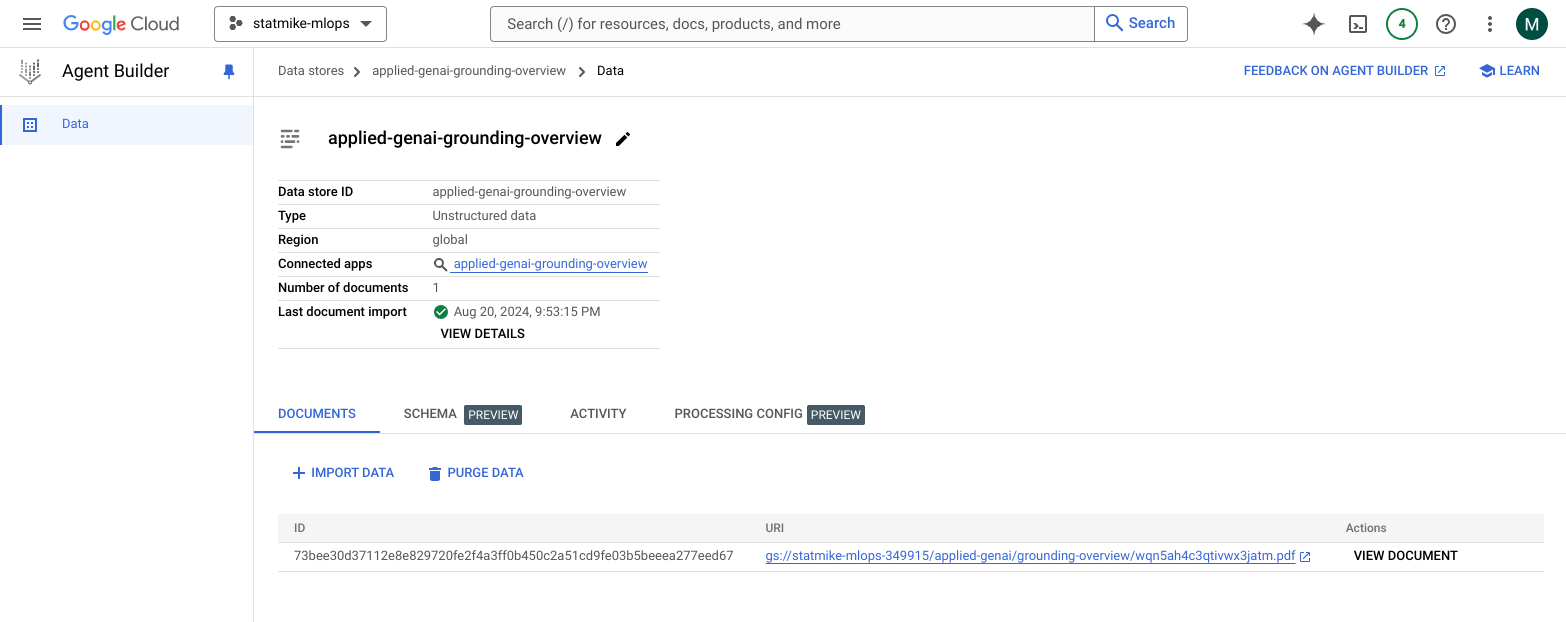 Google Cloud
statmike-mlops
Search (/) for resources, docs, products, and more
Search
4
M
Agent Builder
Data stores
applied-genai-grounding-overview
Data
FEEDBACK ON AGENT BUILDER
LEARN
Data
applied-genai-grounding-overview
Data store ID applied-genai-grounding-overview
Type Unstructured data
Region global
Connected apps applied-genai-grounding-overview
Number of documents 1
Last document import Aug 20, 2024, 9:53:15 PM
VIEW DETAILS
DOCUMENTS
SCHEMA PREVIEW
ACTIVITY
PROCESSING CONFIG PREVIEW
IMPORT DATA
PURGE DATA
ID URI Actions
73bee30d37112e8e829720fe2f4a3ff0b450c2a51cd9fe03b5beeea277eed67 gs://statmike-mlops-349915/applied-genai/grounding-overview/wqn5ah4c3qtivwx3jatm.pdf VIEW DOCUMENT